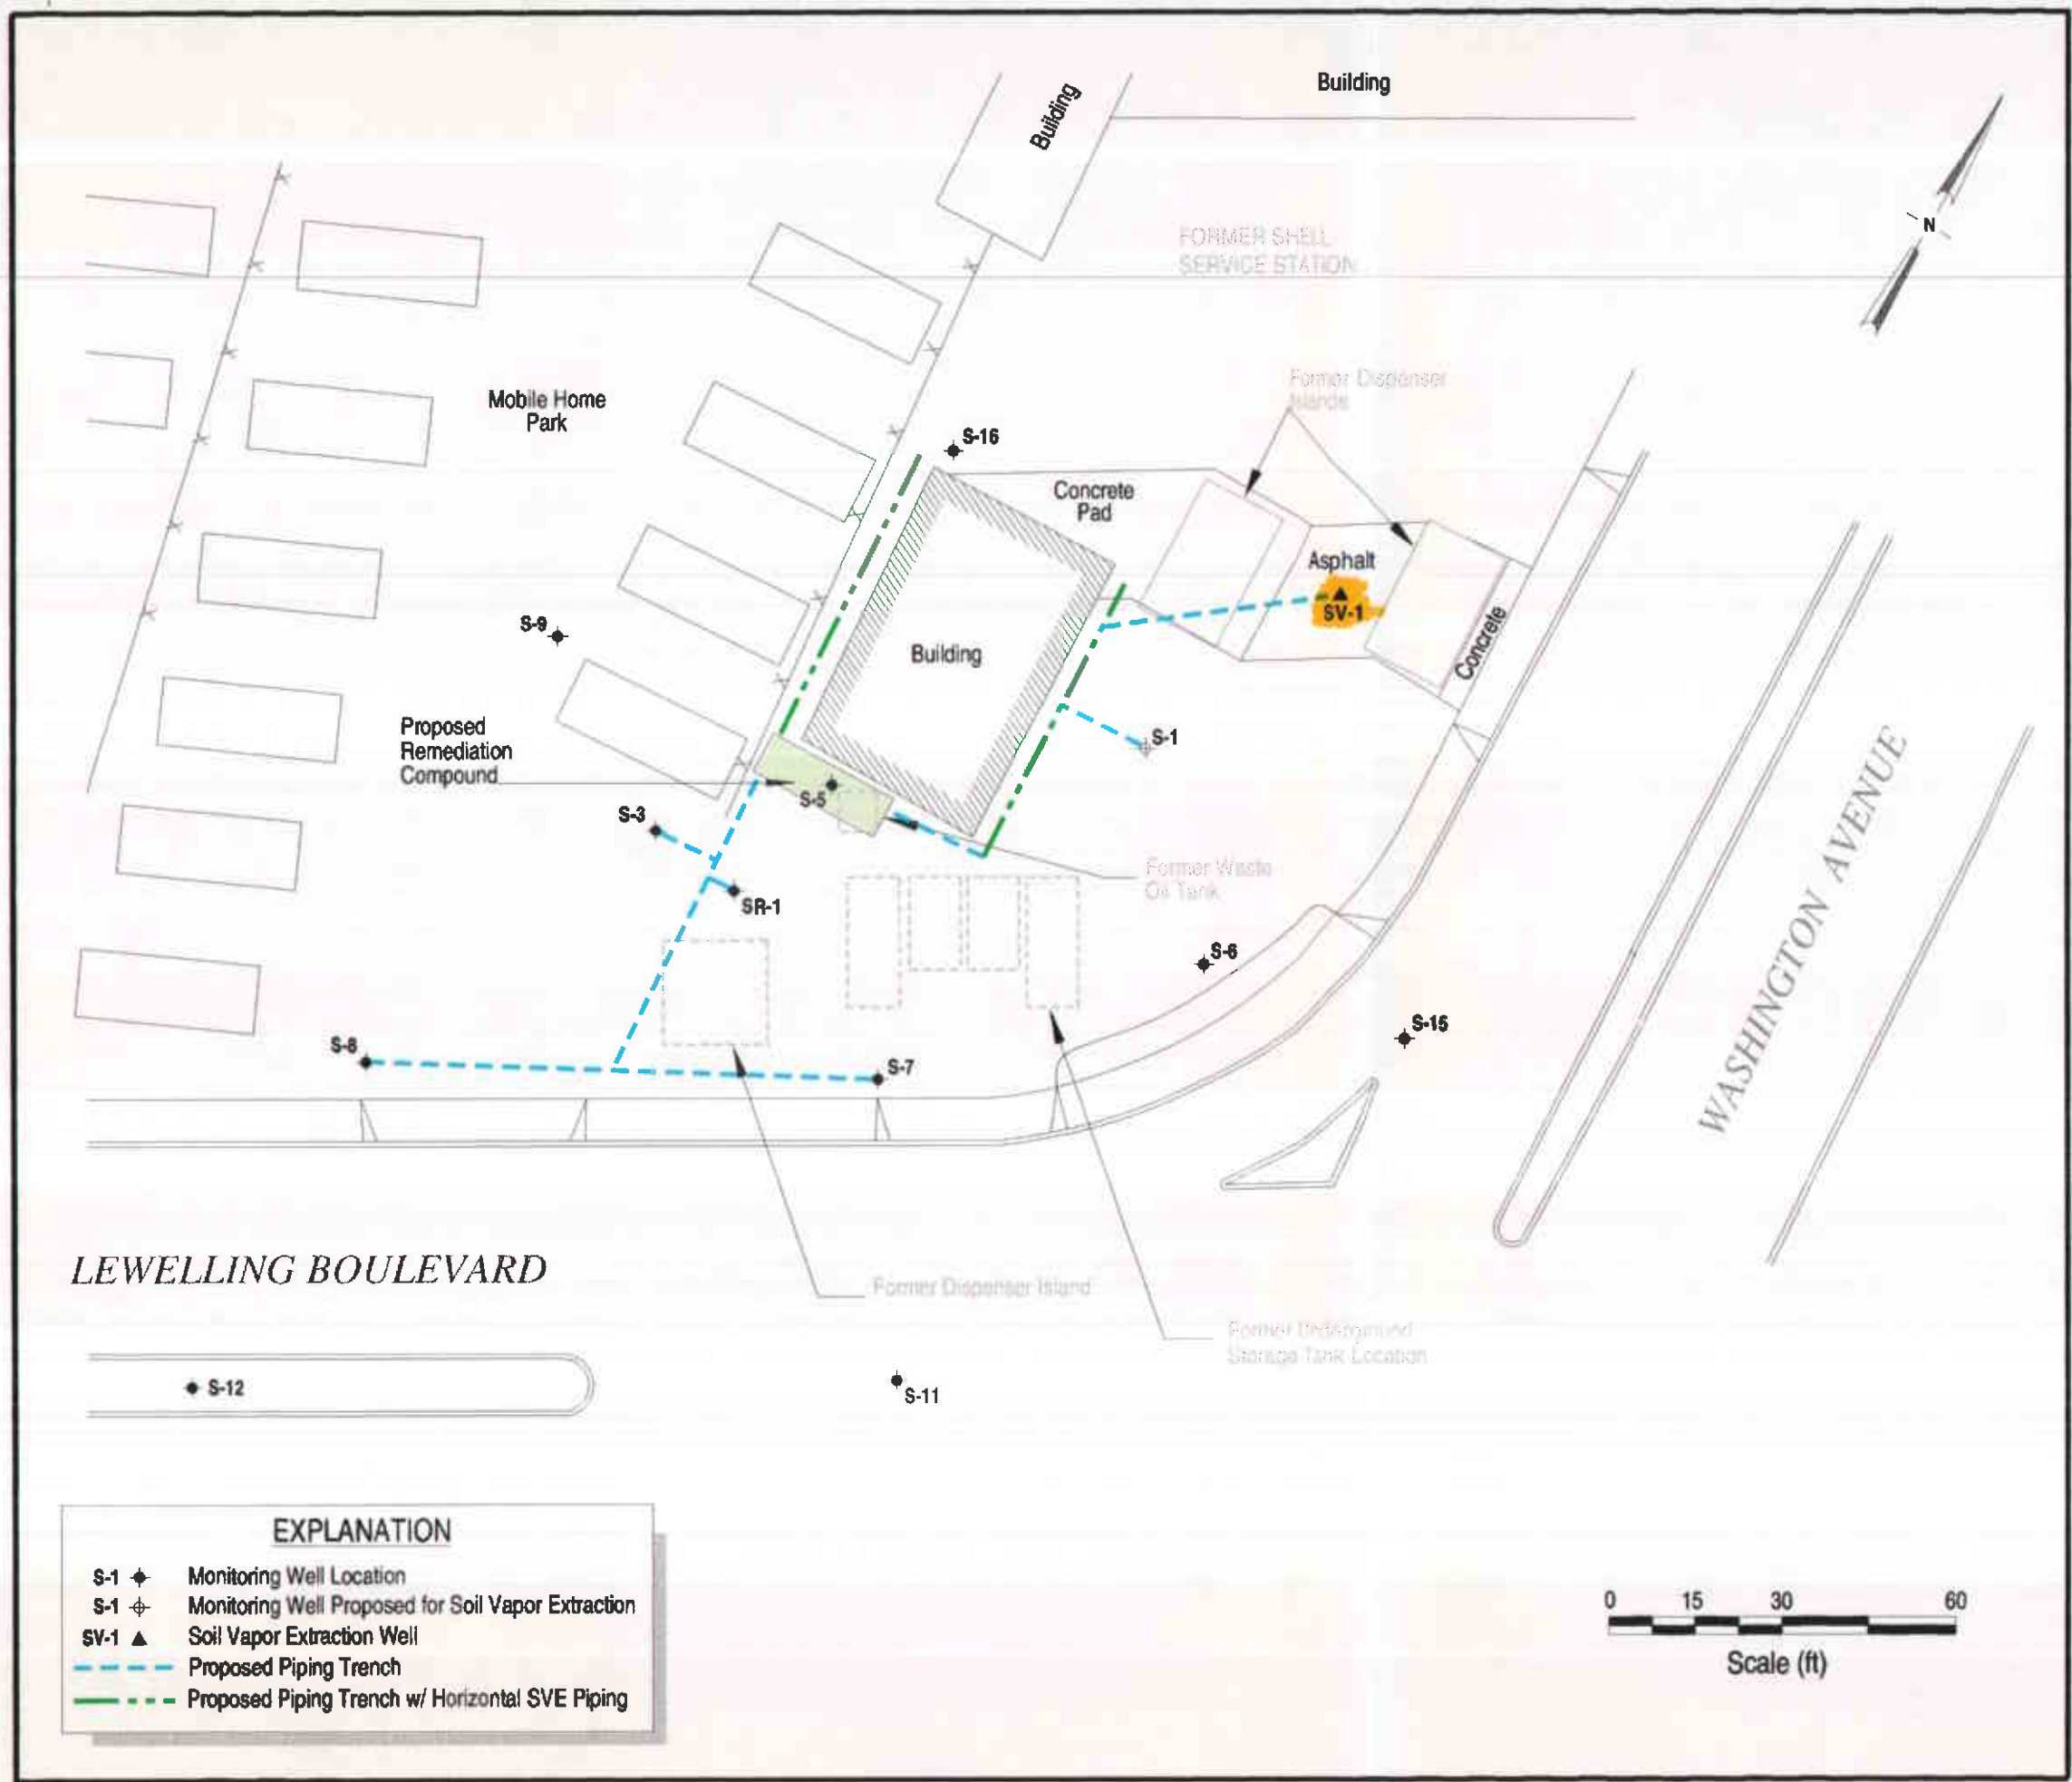 Building
Building
N
FORMER SHELL
SERVICE STATION
Former Dispenser
Islands
Mobile Home
Park
S-16
Concrete
Pad
Asphalt
SV-1
Concrete
S-9
Building
S-1
Proposed
Remediation
Compound
S-5
S-3
SR-1
Former Waste
Oil Tank
S-6
S-15
S-8
S-7
WASHINGTON AVENUE
LEWELLING BOULEVARD
Former Dispenser Island
Former Underground
Storage Tank Location
S-12
S-11
EXPLANATION
S-1 Monitoring Well Location
S-1 Monitoring Well Proposed for Soil Vapor Extraction
SV-1 Soil Vapor Extraction Well
Proposed Piping Trench
Proposed Piping Trench w/ Horizontal SVE Piping
0 15 30 60
Scale (ft)